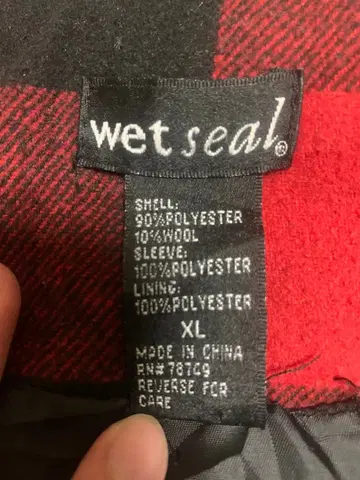 wet seal®
SHELL:
90%POLYESTER
10%WOOL
SLEEVE:
100%POLYESTER
LINING:
100%POLYESTER
XL
MADE IN CHINA
RN#78749
REVERSE FOR
CARE